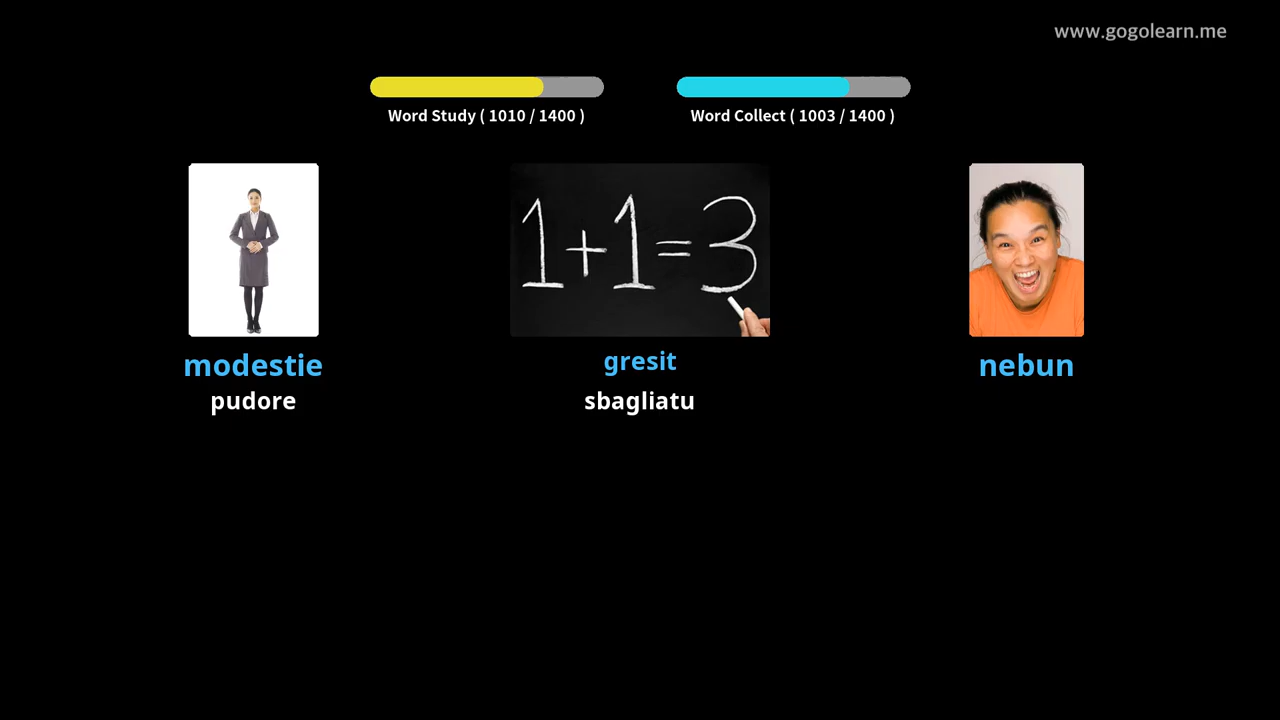 www.gogolearn.me
Word Study ( 1010 / 1400 )
Word Collect ( 1003 / 1400 )
1+1=3
modestie
gresit
nebun
pudore
sbagliatu